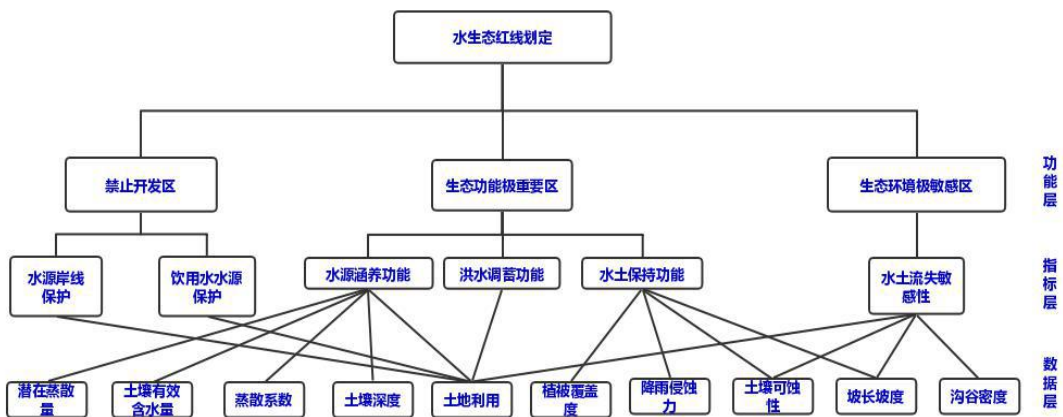 水生态红线划定
禁止开发区
生态功能极重要区
生态环境极敏感区
功
能
层
水源岸线
保护
饮用水水源
保护
水源涵养功能
洪水调蓄功能
水土保持功能
水土流失敏
感性
指
标
层
潜在蒸散
量
土壤有效
含水量
蒸散系数
土壤深度
土地利用
植被覆盖
度
降雨侵蚀
力
土壤可蚀
性
坡长坡度
沟谷密度
数
据
层